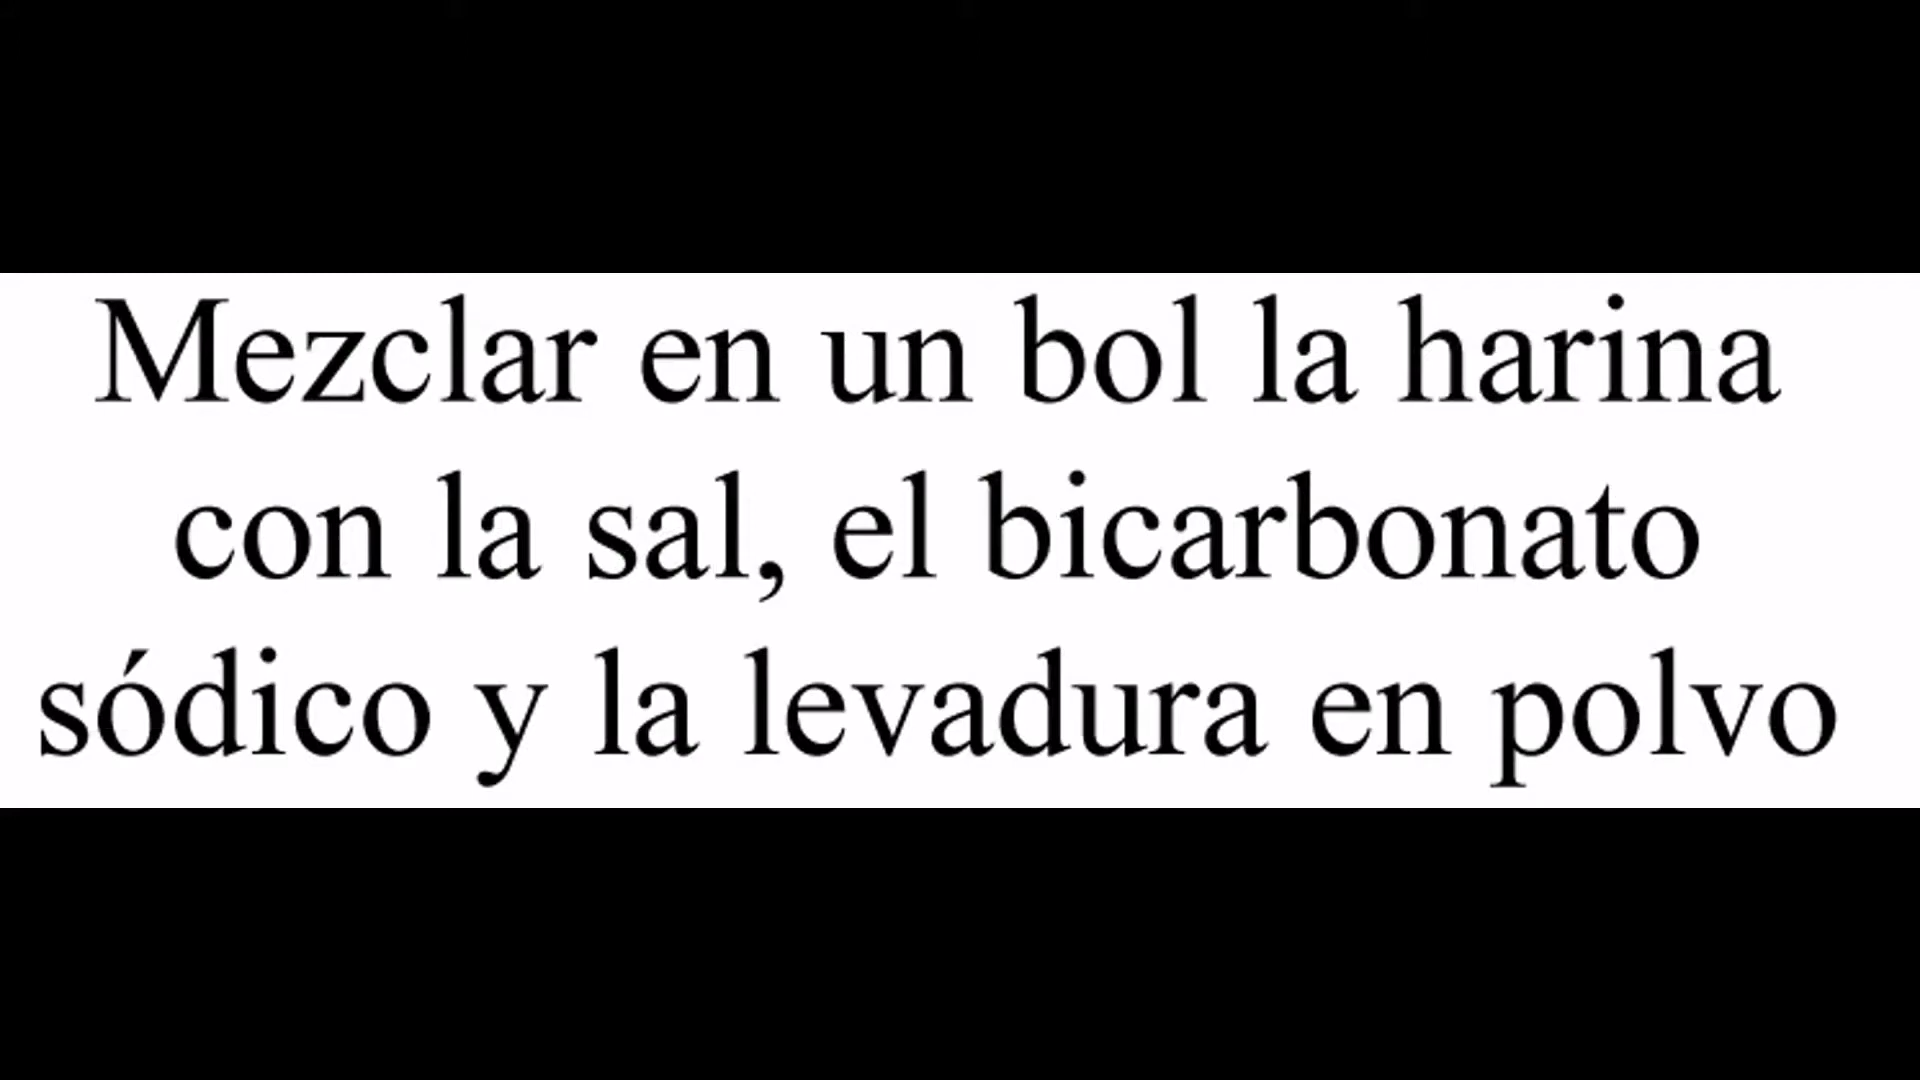 Mezclar en un bol la harina
con la sal, el bicarbonato
sódico y la levadura en polvo